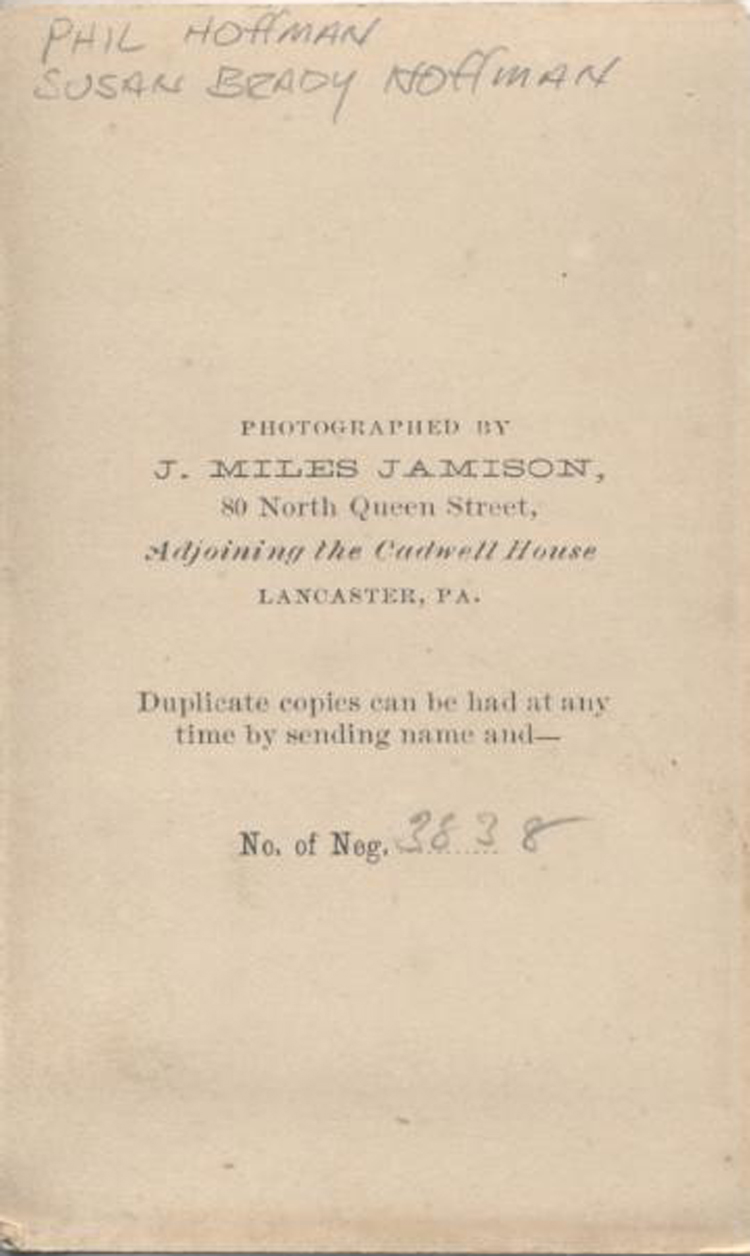 PHIL HOFFMAN
SUSAN BRADY HOFFMAN
PHOTOGRAPHED BY
J. MILES JAMISON,
80 North Queen Street,
Adjoining the Cadwell House
LANCASTER, PA.
Duplicate copies can be had at any
time by sending name and—
No. of Neg. 3838